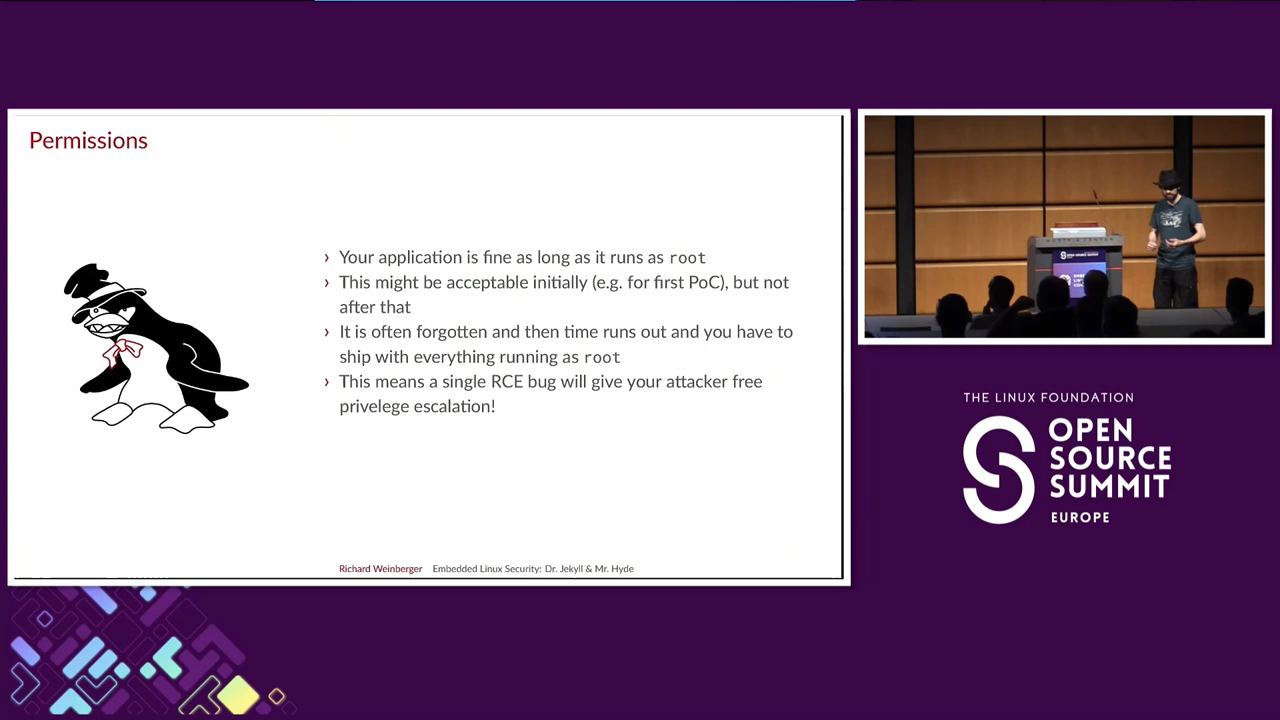 Permissions
› Your application is fine as long as it runs as root
› This might be acceptable initially (e.g. for first PoC), but not
after that
› It is often forgotten and then time runs out and you have to
ship with everything running as root
› This means a single RCE bug will give your attacker free
privelege escalation!
Richard Weinberger Embedded Linux Security: Dr. Jekyll & Mr. Hyde
THE LINUX FOUNDATION
OPEN
SOURCE
SUMMIT
EUROPE